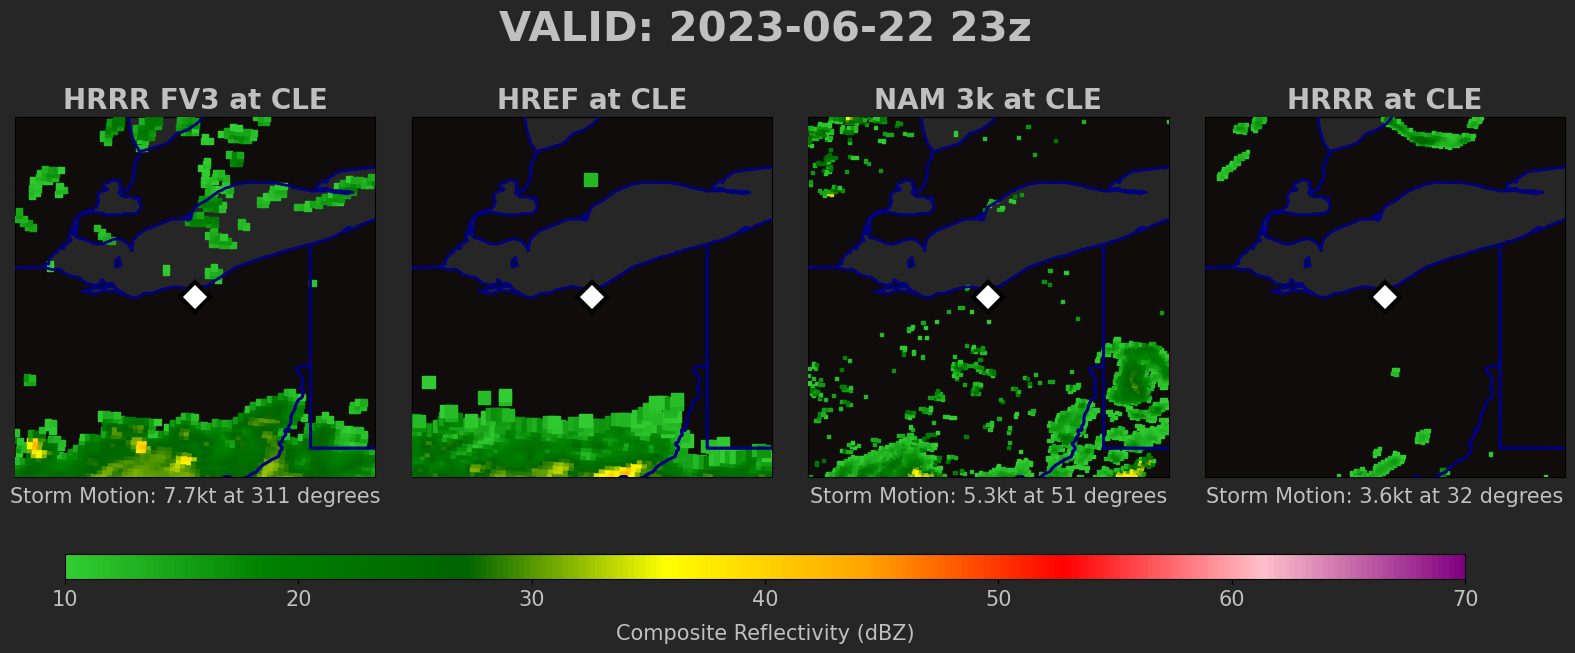 VALID: 2023-06-22 23z
HRRR FV3 at CLE
HREF at CLE
NAM 3k at CLE
HRRR at CLE
Storm Motion: 7.7kt at 311 degrees
Storm Motion: 5.3kt at 51 degrees
Storm Motion: 3.6kt at 32 degrees
10 20 30 40 50 60 70
Composite Reflectivity (dBZ)